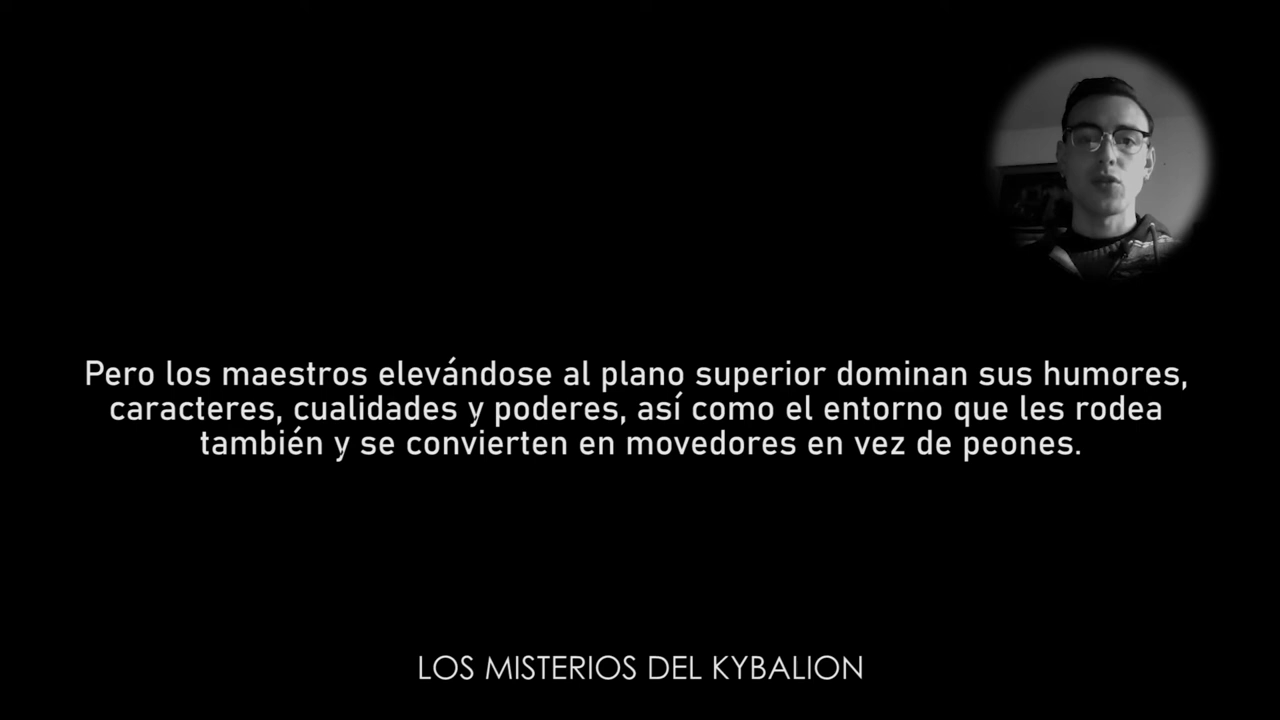 Pero los maestros elevándose al plano superior dominan sus humores,
caracteres, cualidades y poderes, así como el entorno que les rodea
también y se convierten en movedores en vez de peones.
LOS MISTERIOS DEL KYBALION